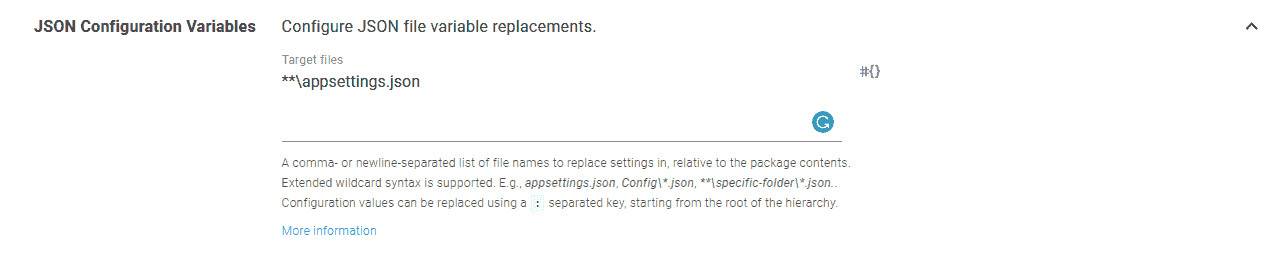 JSON Configuration Variables
Configure JSON file variable replacements.
Target files
**\appsettings.json
#{}
A comma- or newline-separated list of file names to replace settings in, relative to the package contents.
Extended wildcard syntax is supported. E.g., appsettings.json, Config\*.json, **\specific-folder\*.json..
Configuration values can be replaced using a : separated key, starting from the root of the hierarchy.
More information